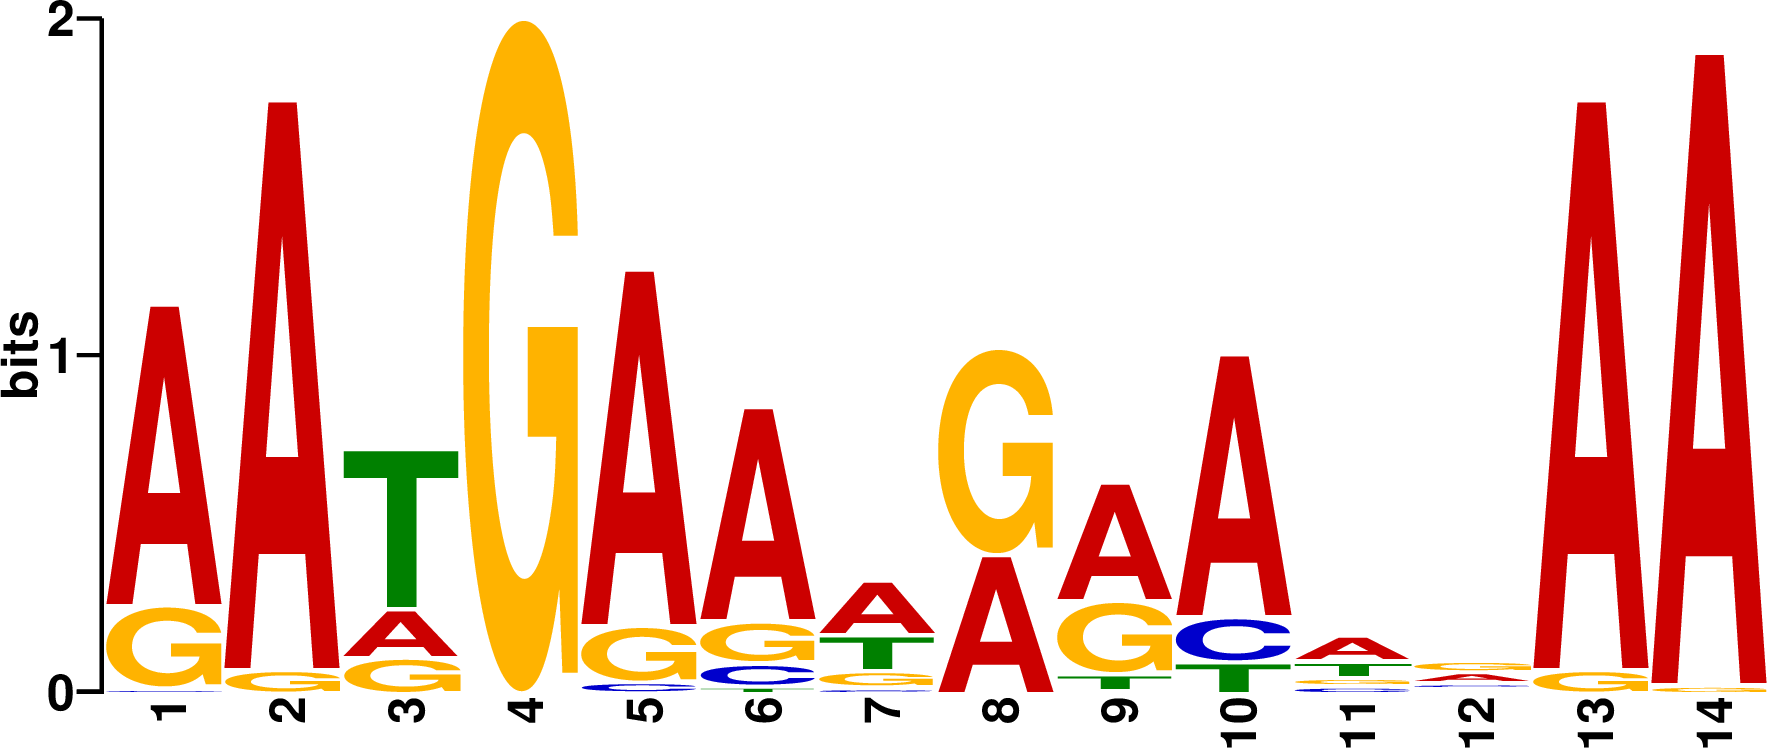 2
1
0
bits
A G
A G
T A G
G
A G C
A G C T
A T G C
G A
A G T
A C T
A T G C
G A C
A G
A G
1 2 3 4 5 6 7 8 9 10 11 12 13 14